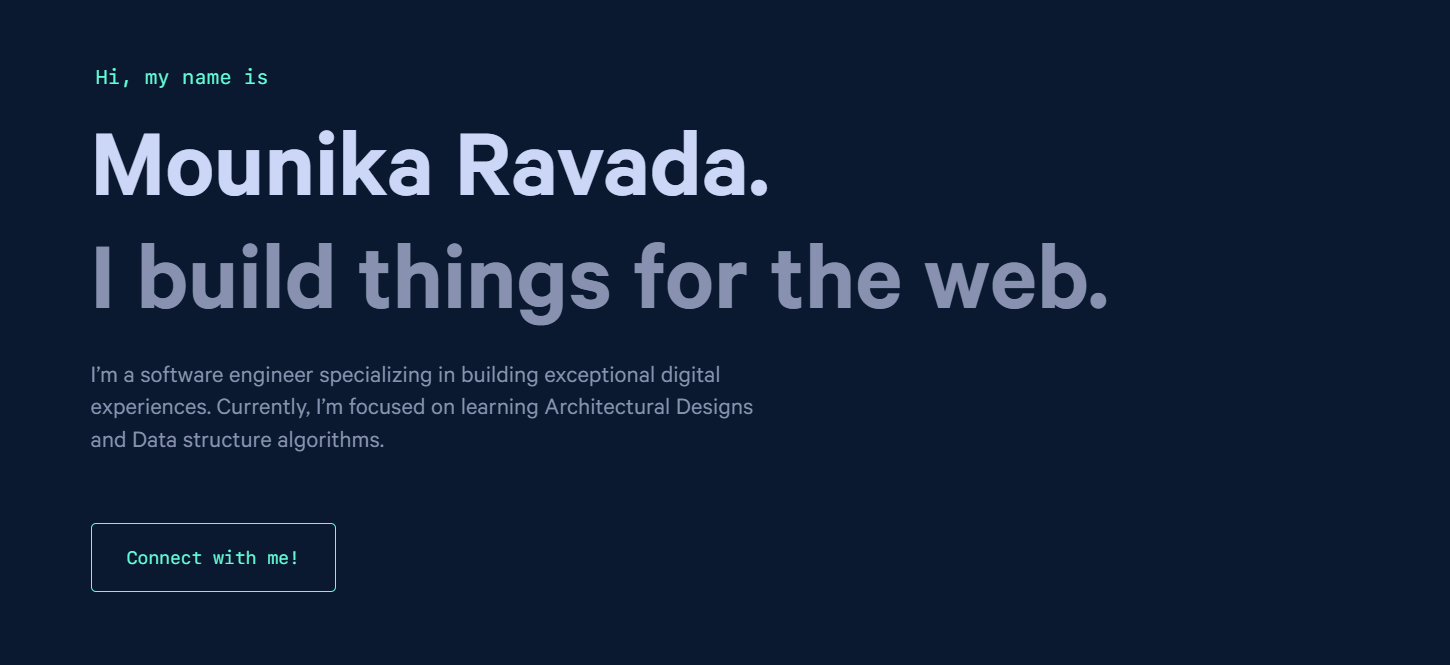 Hi, my name is
Mounika Ravada.
I build things for the web.
I’m a software engineer specializing in building exceptional digital
experiences. Currently, I’m focused on learning Architectural Designs
and Data structure algorithms.
Connect with me!